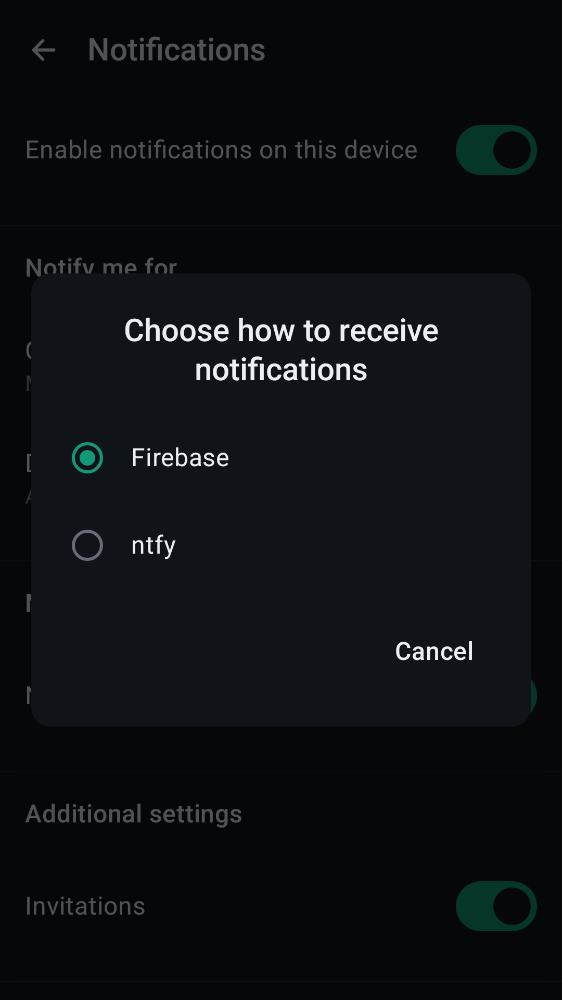 Notifications
Enable notifications on this device
Notify me for
Choose how to receive
notifications
Firebase
ntfy
Cancel
Additional settings
Invitations